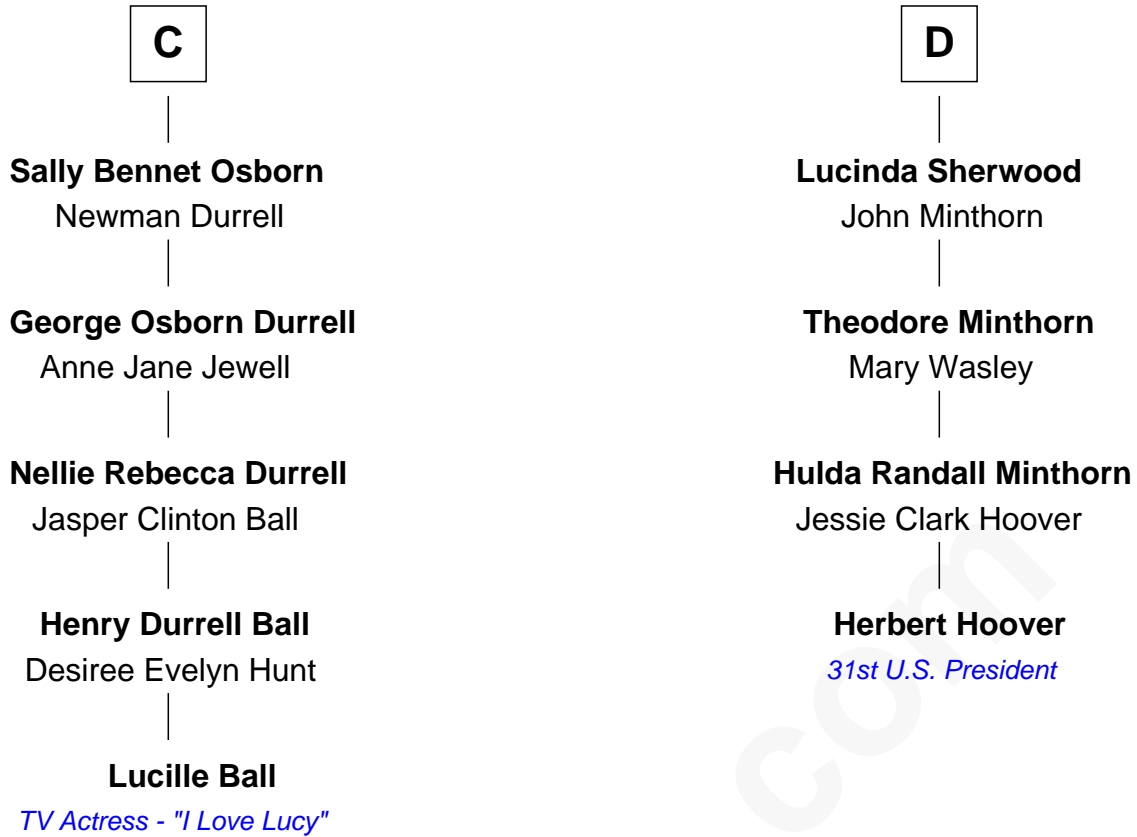 C
Sally Bennet Osborn
Newman Durrell
George Osborn Durrell
Anne Jane Jewell
Nellie Rebecca Durrell
Jasper Clinton Ball
Henry Durrell Ball
Desiree Evelyn Hunt
Lucille Ball
TV Actress - "I Love Lucy"
D
Lucinda Sherwood
John Minthorn
Theodore Minthorn
Mary Wasley
Hulda Randall Minthorn
Jessie Clark Hoover
Herbert Hoover
31st U.S. President
com